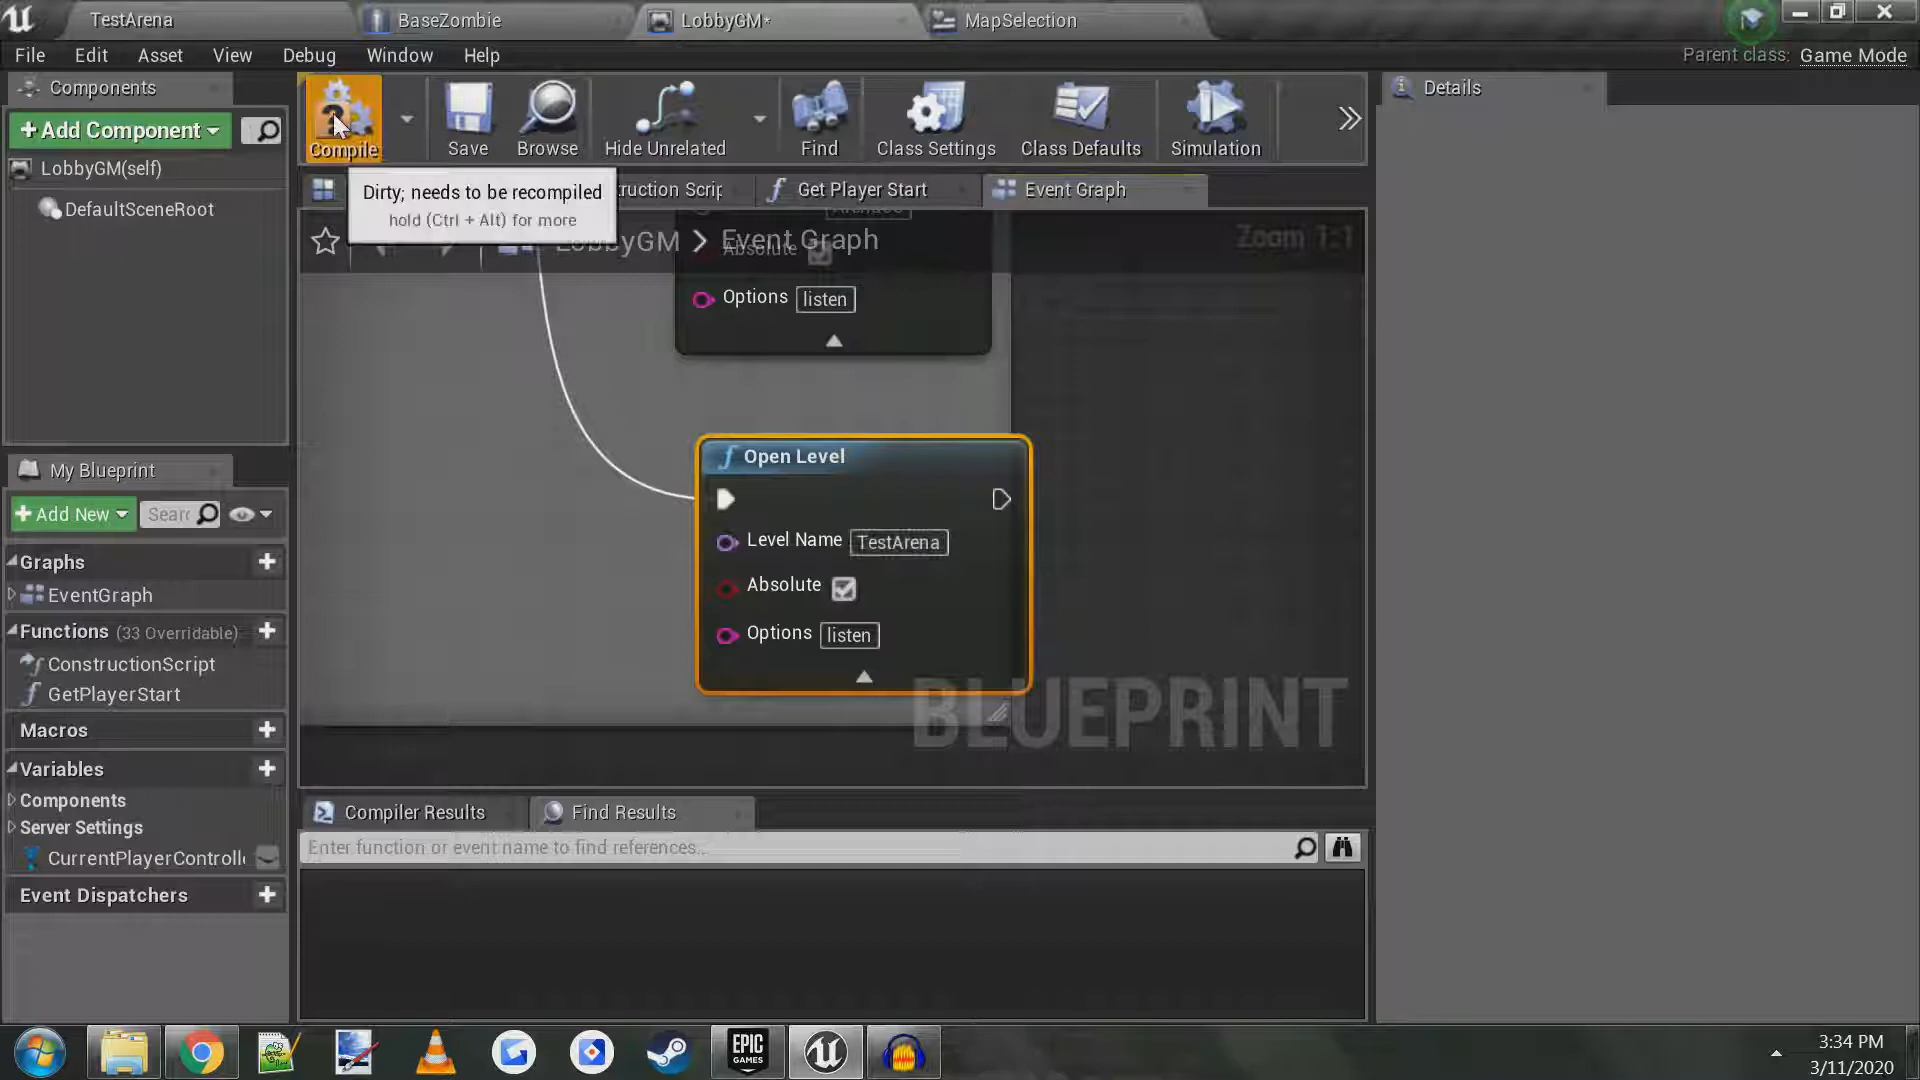 TestArena
BaseZombie
LobbyGM*
MapSelection
File Edit Asset View Debug Window Help
Parent class: Game Mode
Components
+ Add Component
LobbyGM(self)
DefaultSceneRoot
Compile
Save
Browse
Hide Unrelated
Find
Class Settings
Class Defaults
Simulation
Details
Dirty; needs to be recompiled
hold (Ctrl + Alt) for more
truction Scrip
Get Player Start
Event Graph
LobbyGM > Event Graph
Zoom 1:1
Absolute
Options listen
Open Level
Level Name TestArena
Absolute
Options listen
BLUEPRINT
My Blueprint
+ Add New
Searc
Graphs
EventGraph
Functions (33 Overridable)
ConstructionScript
GetPlayerStart
Macros
Variables
Components
Server Settings
CurrentPlayerControlle
Event Dispatchers
Compiler Results
Find Results
Enter function or event name to find references...
EPIC
GAMES
3:34 PM
3/11/2020